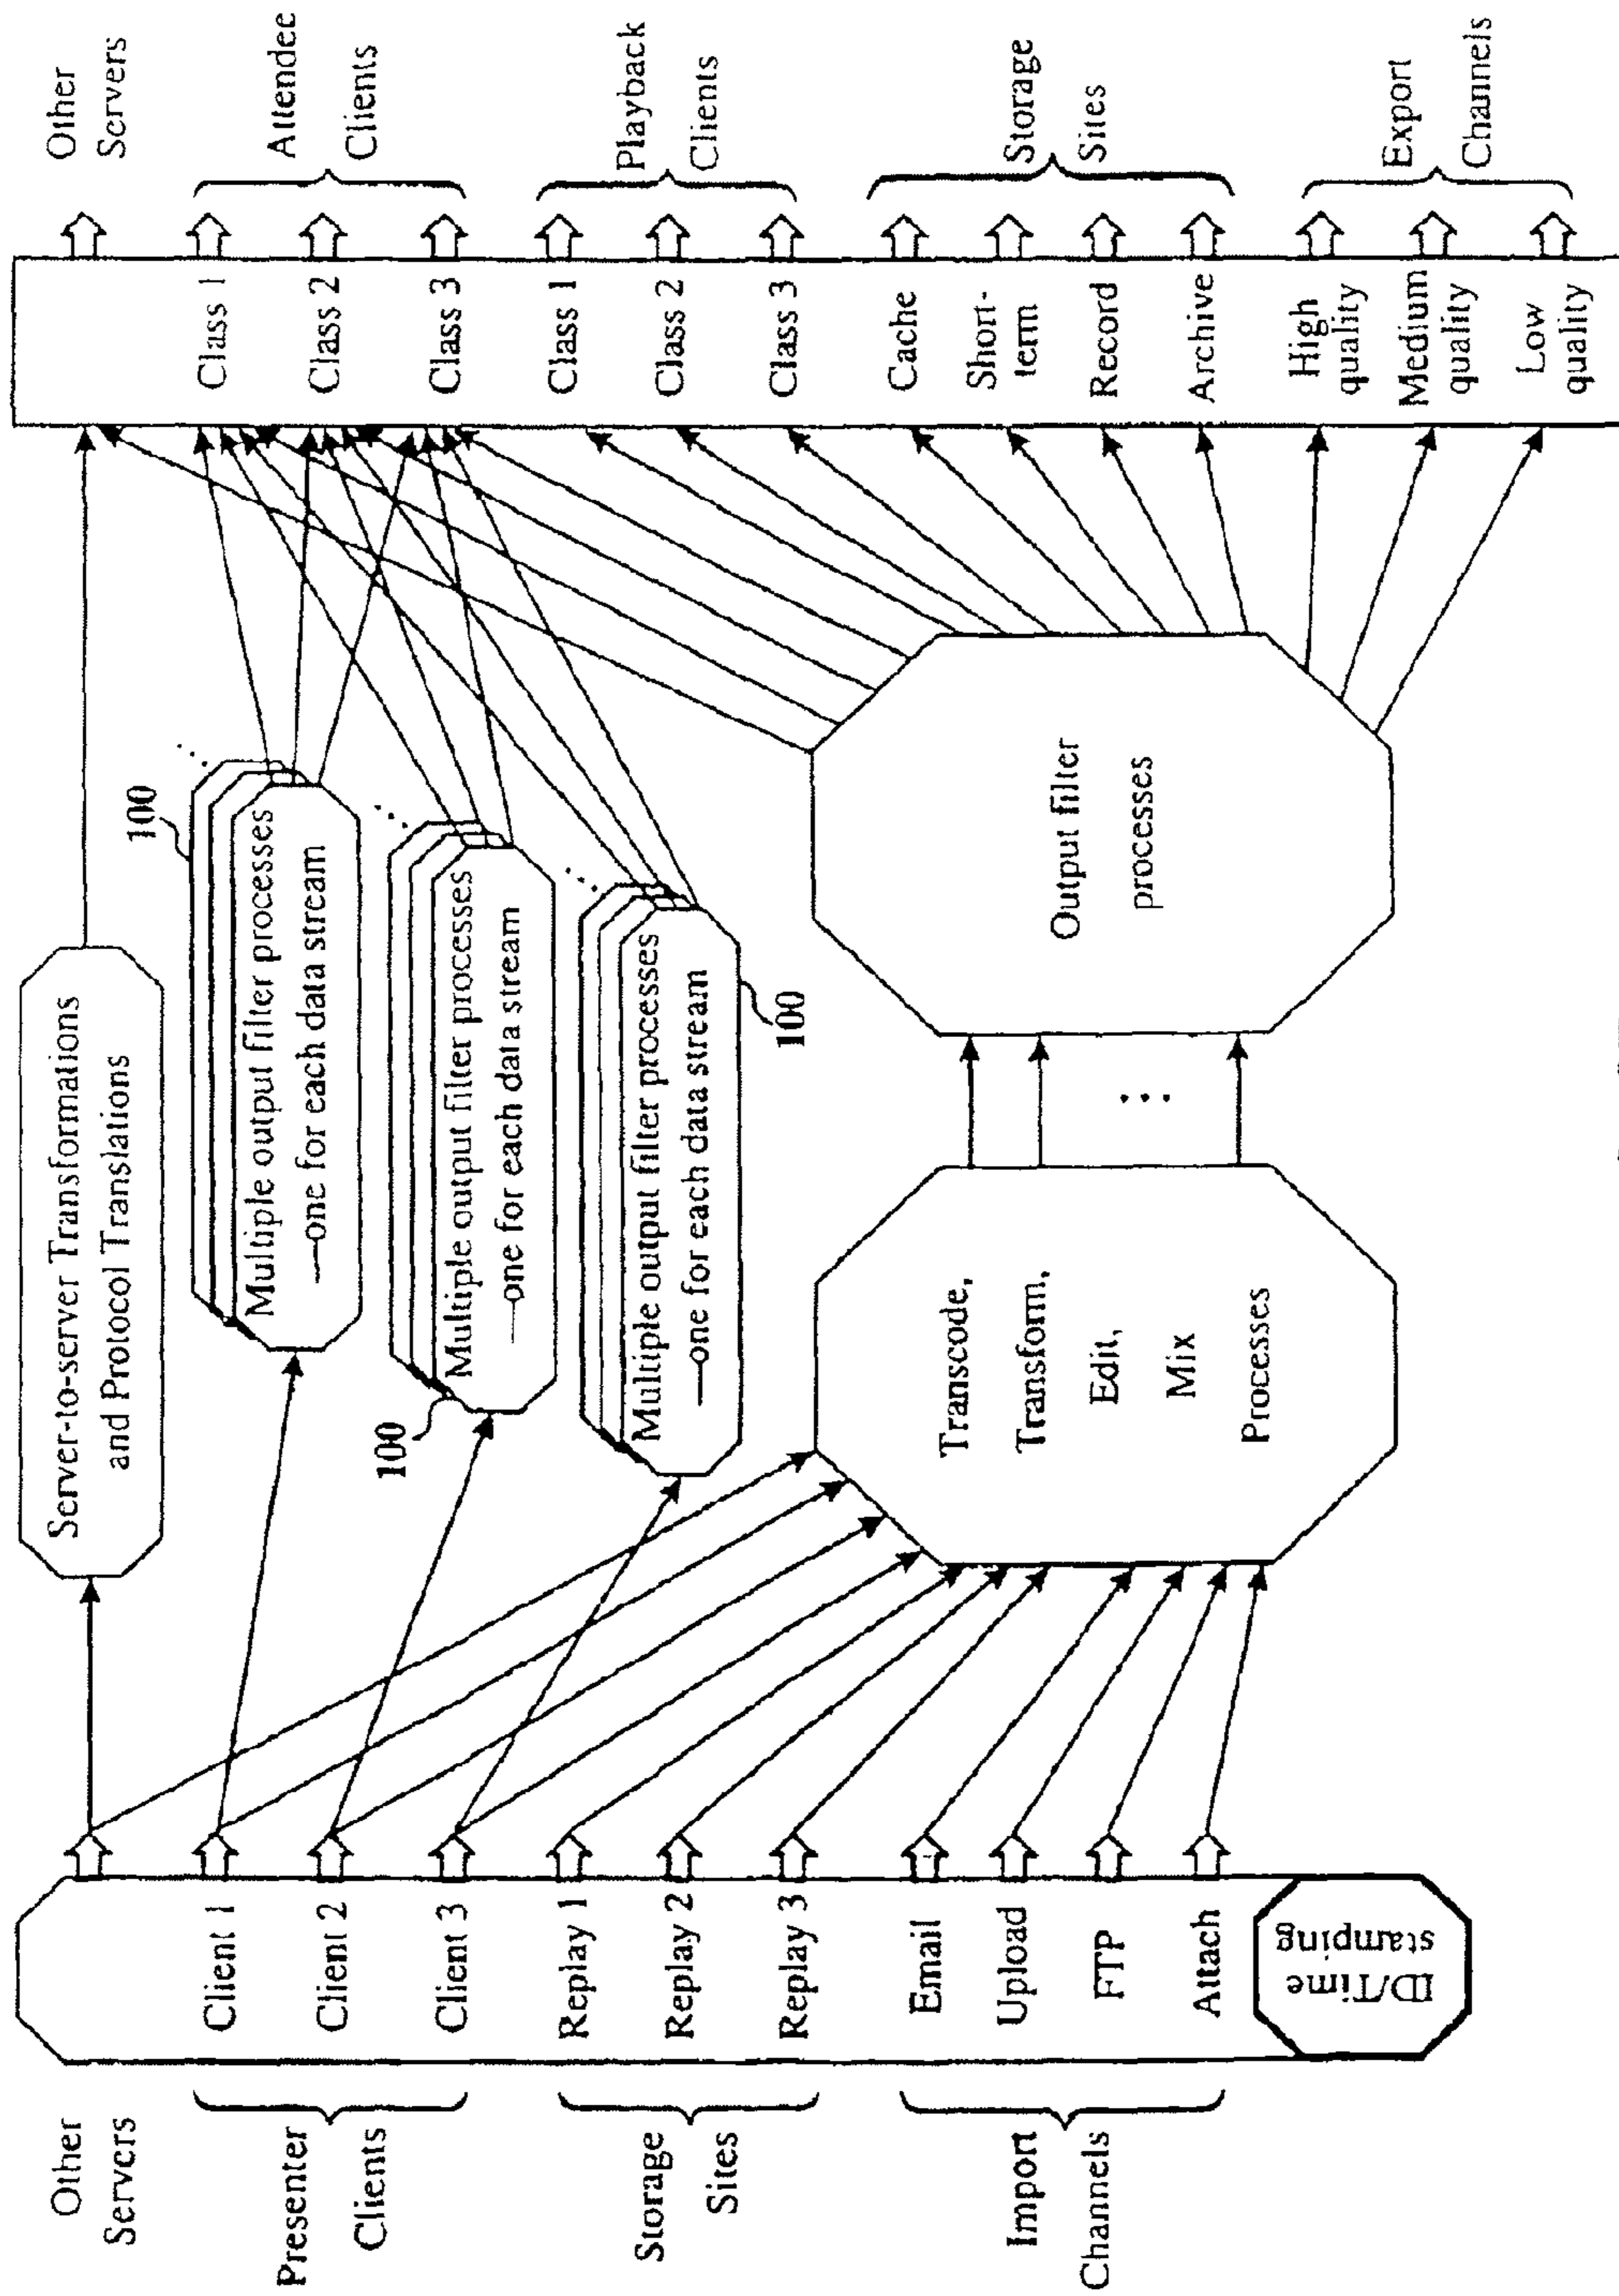 Other
Servers
Presenter
Clients
Storage
Sites
Import
Channels
Client 1
Client 2
Client 3
Replay 1
Replay 2
Replay 3
Email
Upload
FTP
Attach
ID/Time
stamping
Server-to-server Transformations
and Protocol Translations
100
Multiple output filter processes
—one for each data stream
100
Multiple output filter processes
—one for each data stream
Multiple output filter processes
—one for each data stream
100
Transcode,
Transform,
Edit,
Mix
Processes
...
Output filter
processes
Class 1
Class 2
Class 3
Class 1
Class 2
Class 3
Cache
Short-
term
Record
Archive
High
quality
Medium
quality
Low
quality
Other
Servers
Attendee
Clients
Playback
Clients
Storage
Sites
Export
Channels